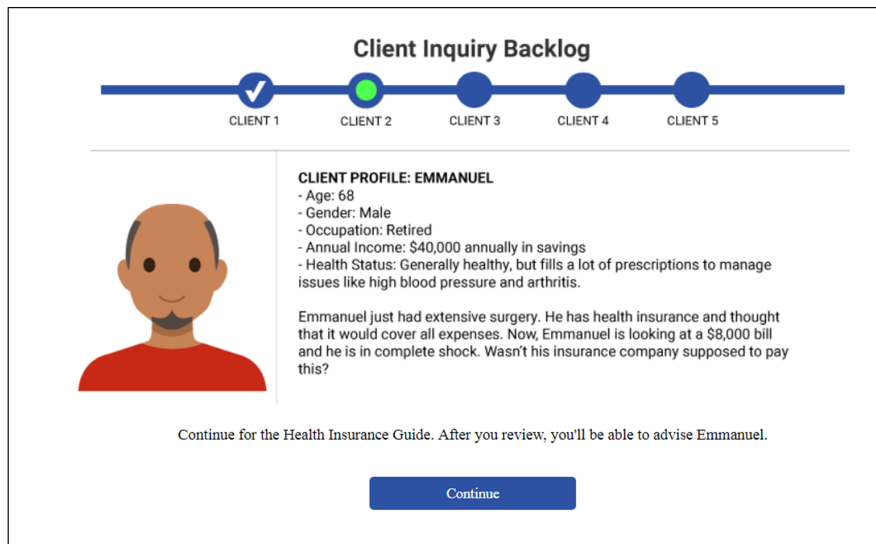 Client Inquiry Backlog
CLIENT 1
CLIENT 2
CLIENT 3
CLIENT 4
CLIENT 5
CLIENT PROFILE: EMMANUEL
- Age: 68
- Gender: Male
- Occupation: Retired
- Annual Income: $40,000 annually in savings
- Health Status: Generally healthy, but fills a lot of prescriptions to manage
issues like high blood pressure and arthritis.
Emmanuel just had extensive surgery. He has health insurance and thought
that it would cover all expenses. Now, Emmanuel is looking at a $8,000 bill
and he is in complete shock. Wasn't his insurance company supposed to pay
this?
Continue for the Health Insurance Guide. After you review, you'll be able to advise Emmanuel.
Continue